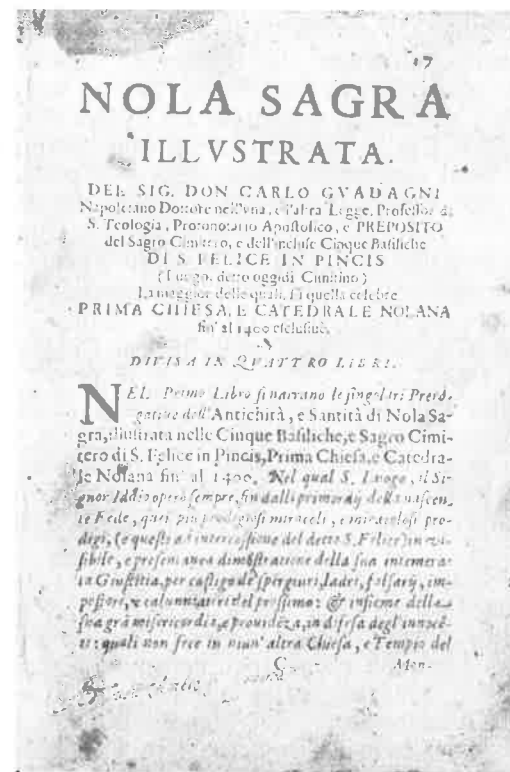 17
NOLA SAGRA
ILLVSTRATA.
DEL SIG. DON CARLO GVADAGNI
Napoletano Dottore nell'vna, e l'altra Legge, Professor di
S. Teologia, Protonotario Apostolico, e PREPOSITO
del Sagro Cimitero, e dell'incluse Cinque Basiliche
DI S. FELICE IN PINCIS
(Luogo, detto oggidì Cimitino)
La maggior delle quali, fù quella celebre
PRIMA CHIESA, E CATEDRALE NOLANA
fin' al 1400 esclusiuè.
DIVISA IN QVATTRO LIBRI.
NEL Primo Libro si narrano le singolari Prero-
gatiue dell'Antichità, e Santità di Nola Sa-
gra, illustrata nelle Cinque Basiliche, e Sagro Cimi-
tero di S. Felice in Pincis, Prima Chiesa, e Catedra-
le Nolana fin' al 1400. Nel qual S. Luogo, il Si-
gnor Iddio operò sempre, fin dalli primordij della nascen-
te Fede, quei più prodigiosi miracoli, e miracolosi pro-
digi, (e questi ad intercessione del detto S. Felice) in vi-
sibile, e presentanea dimostratione della sua intemera-
ta Giustitia, per castigo de' spergiuri, ladri, falsarij, im-
postori, e calunniatori del prossimo: & insieme della
sua grã misericordia, e prouidẽza, in difesa degl'innocẽ-
ti: quali non fece in niun' altra Chiesa, e Tempio del
C
Mon-